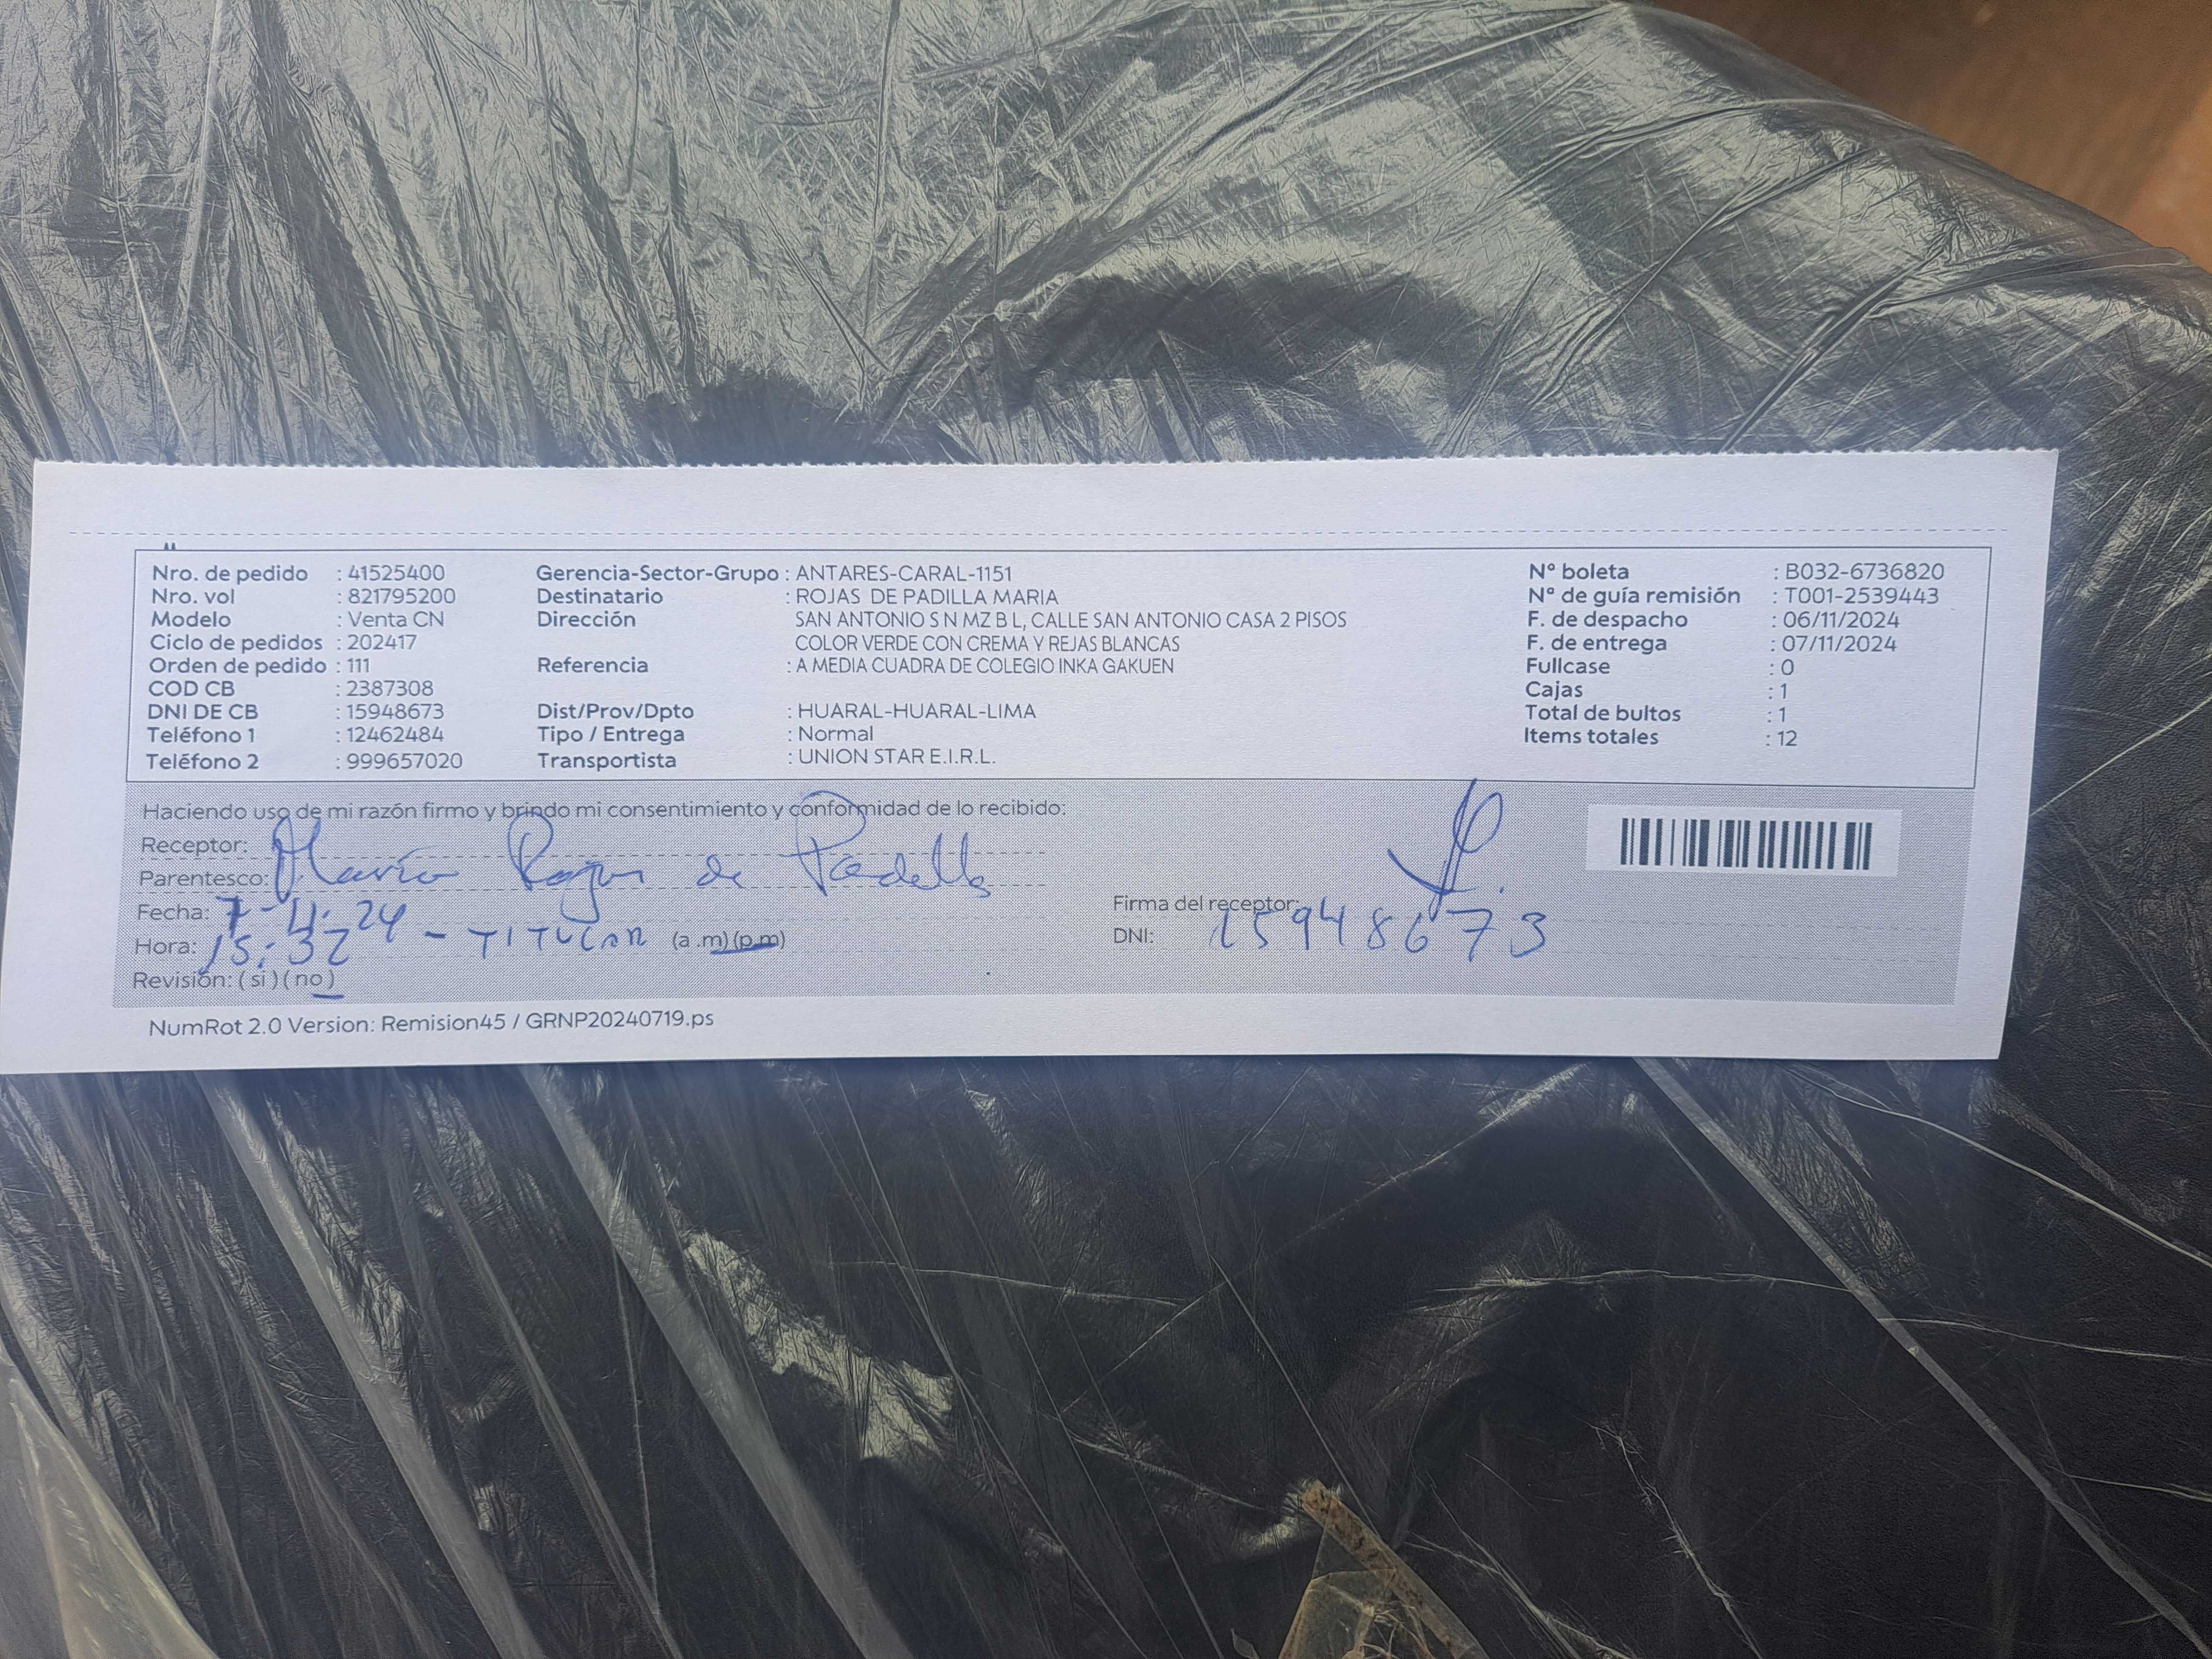 Nro. de pedido : 41525400
Nro. vol : 821795200
Modelo : Venta CN
Ciclo de pedidos : 202417
Orden de pedido : 111
COD CB : 2387308
DNI DE CB : 15948673
Teléfono 1 : 12462484
Teléfono 2 : 999657020
Gerencia-Sector-Grupo : ANTARES-CARAL-1151
Destinatario : ROJAS DE PADILLA MARIA
Dirección SAN ANTONIO S N MZ B L, CALLE SAN ANTONIO CASA 2 PISOS
COLOR VERDE CON CREMA Y REJAS BLANCAS
Referencia : A MEDIA CUADRA DE COLEGIO INKA GAKUEN
Dist/Prov/Dpto : HUARAL-HUARAL-LIMA
Tipo / Entrega : Normal
Transportista : UNION STAR E.I.R.L.
N° boleta : B032-6736820
N° de guía remisión : T001-2539443
F. de despacho : 06/11/2024
F. de entrega : 07/11/2024
Fullcase : 0
Cajas : 1
Total de bultos : 1
Items totales : 12
Haciendo uso de mi razón firmo y brindo mi consentimiento y conformidad de lo recibido:
Receptor: María Rojas de Padilla
Parentesco:
Fecha: 7-11-24
Hora: 15:32 - TITULAR (a .m) (p.m)
Revisión: ( si ) ( no )
Firma del receptor:
DNI: 15948673
NumRot 2.0 Version: Remision45 / GRNP20240719.ps